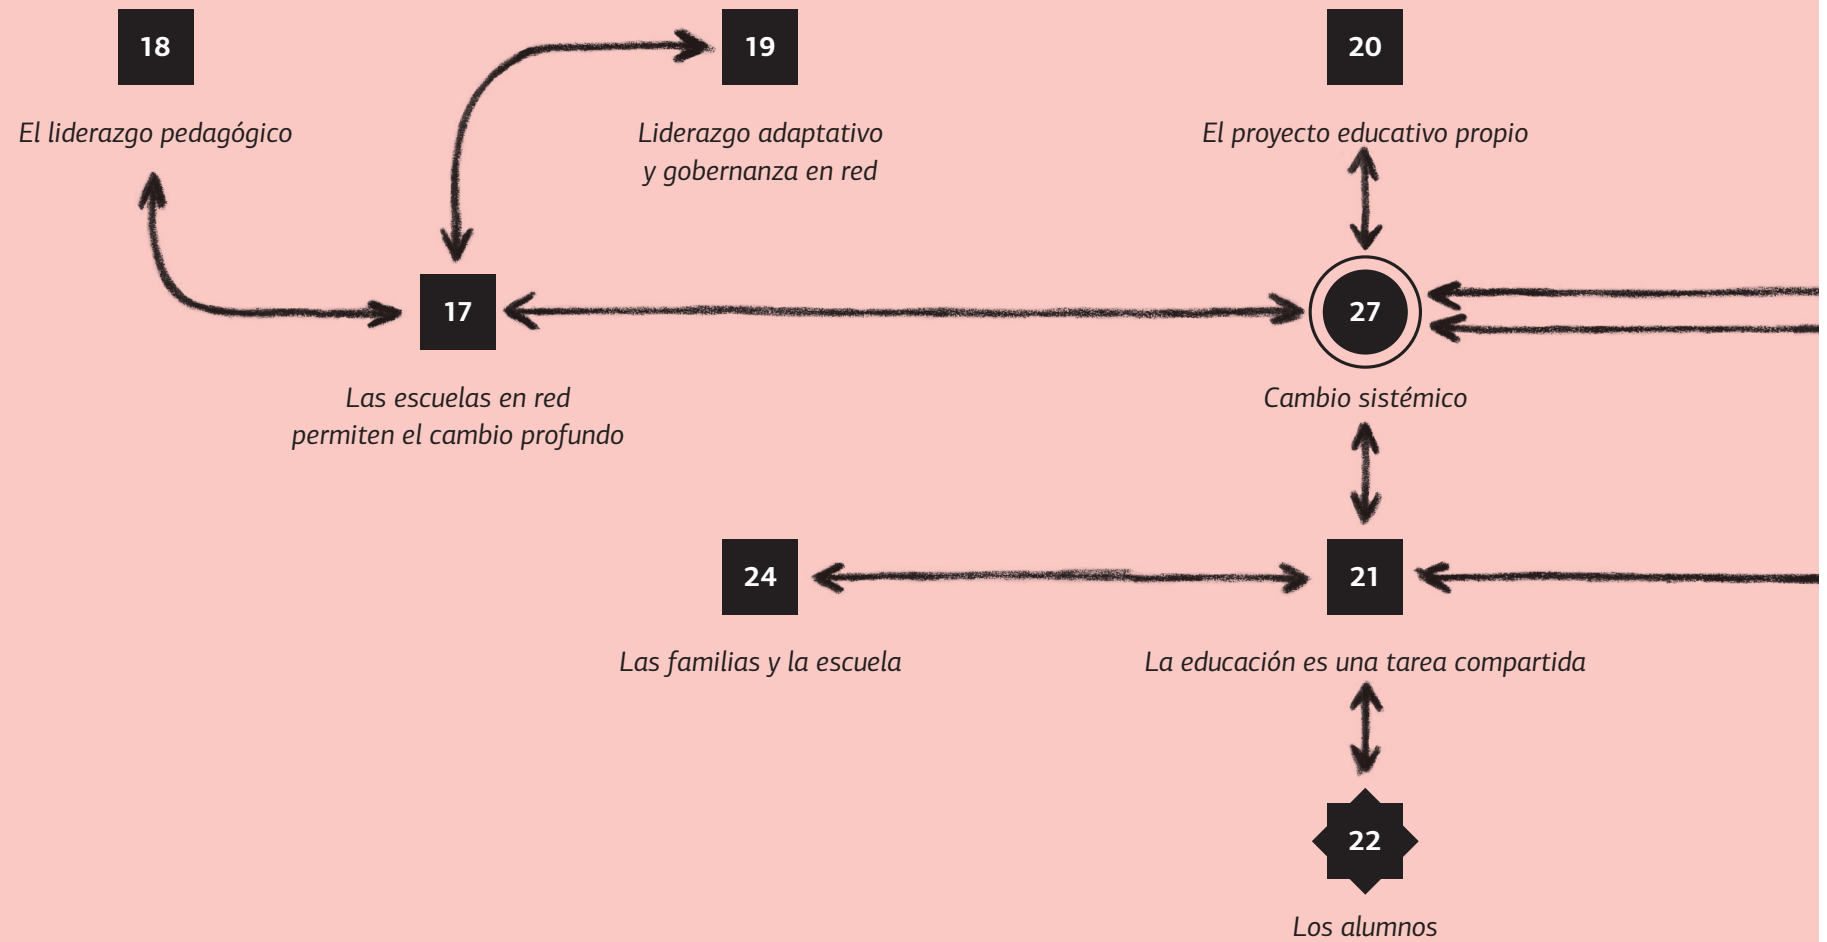 18
19
20
El liderazgo pedagógico
Liderazgo adaptativo
y gobernanza en red
El proyecto educativo propio
17
27
Las escuelas en red
permiten el cambio profundo
Cambio sistémico
24
21
Las familias y la escuela
La educación es una tarea compartida
22
Los alumnos